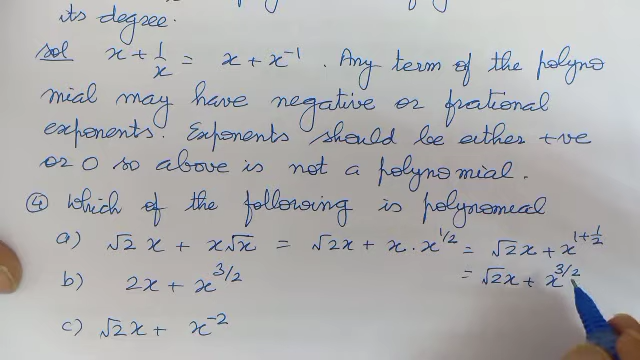 its degree.
sol x + 1/x = x + x⁻¹. Any term of the polyno
mial may have negative or frational
exponents. Exponents should be either +ve
or 0 so above is not a polynomial.
④ Which of the following is polynomial
a) √2 x + x√x = √2x + x · x^1/2 = √2x + x^1+1/2
= √2x + x^3/2
b) 2x + x^3/2
c) √2x + x⁻²